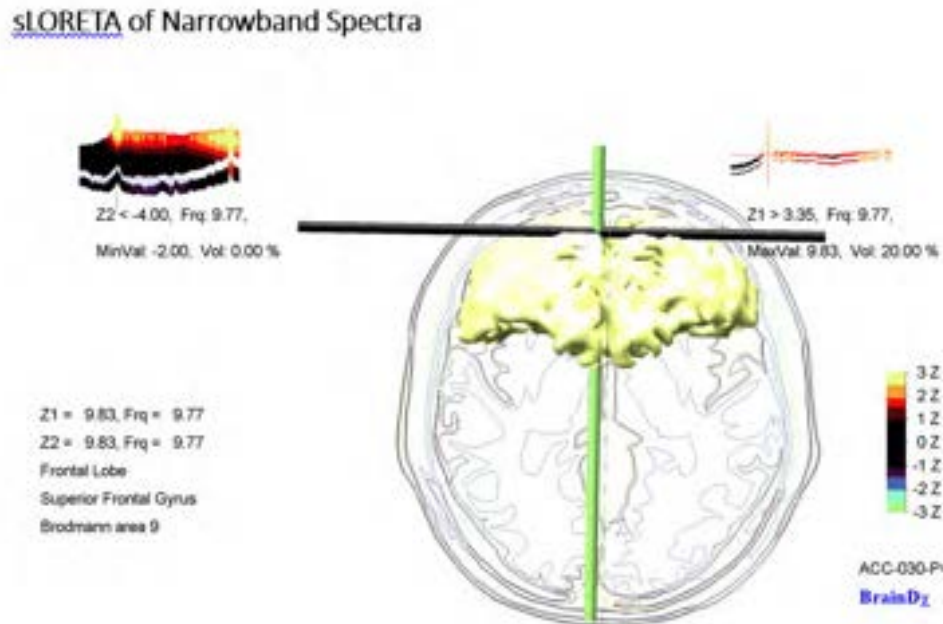 sLORETA of Narrowband Spectra
Z2 < -4.00, Frq: 9.77,
MinVal: -2.00, Vol: 0.00 %
Z1 > 3.35, Frq: 9.77,
MaxVal: 9.83, Vol: 20.00 %
Z1 = 9.83, Frq = 9.77
Z2 = 9.83, Frq = 9.77
Frontal Lobe
Superior Frontal Gyrus
Brodmann area 9
3 Z
2 Z
1 Z
0 Z
-1 Z
-2 Z
-3 Z
ACC-030-P
BrainDx